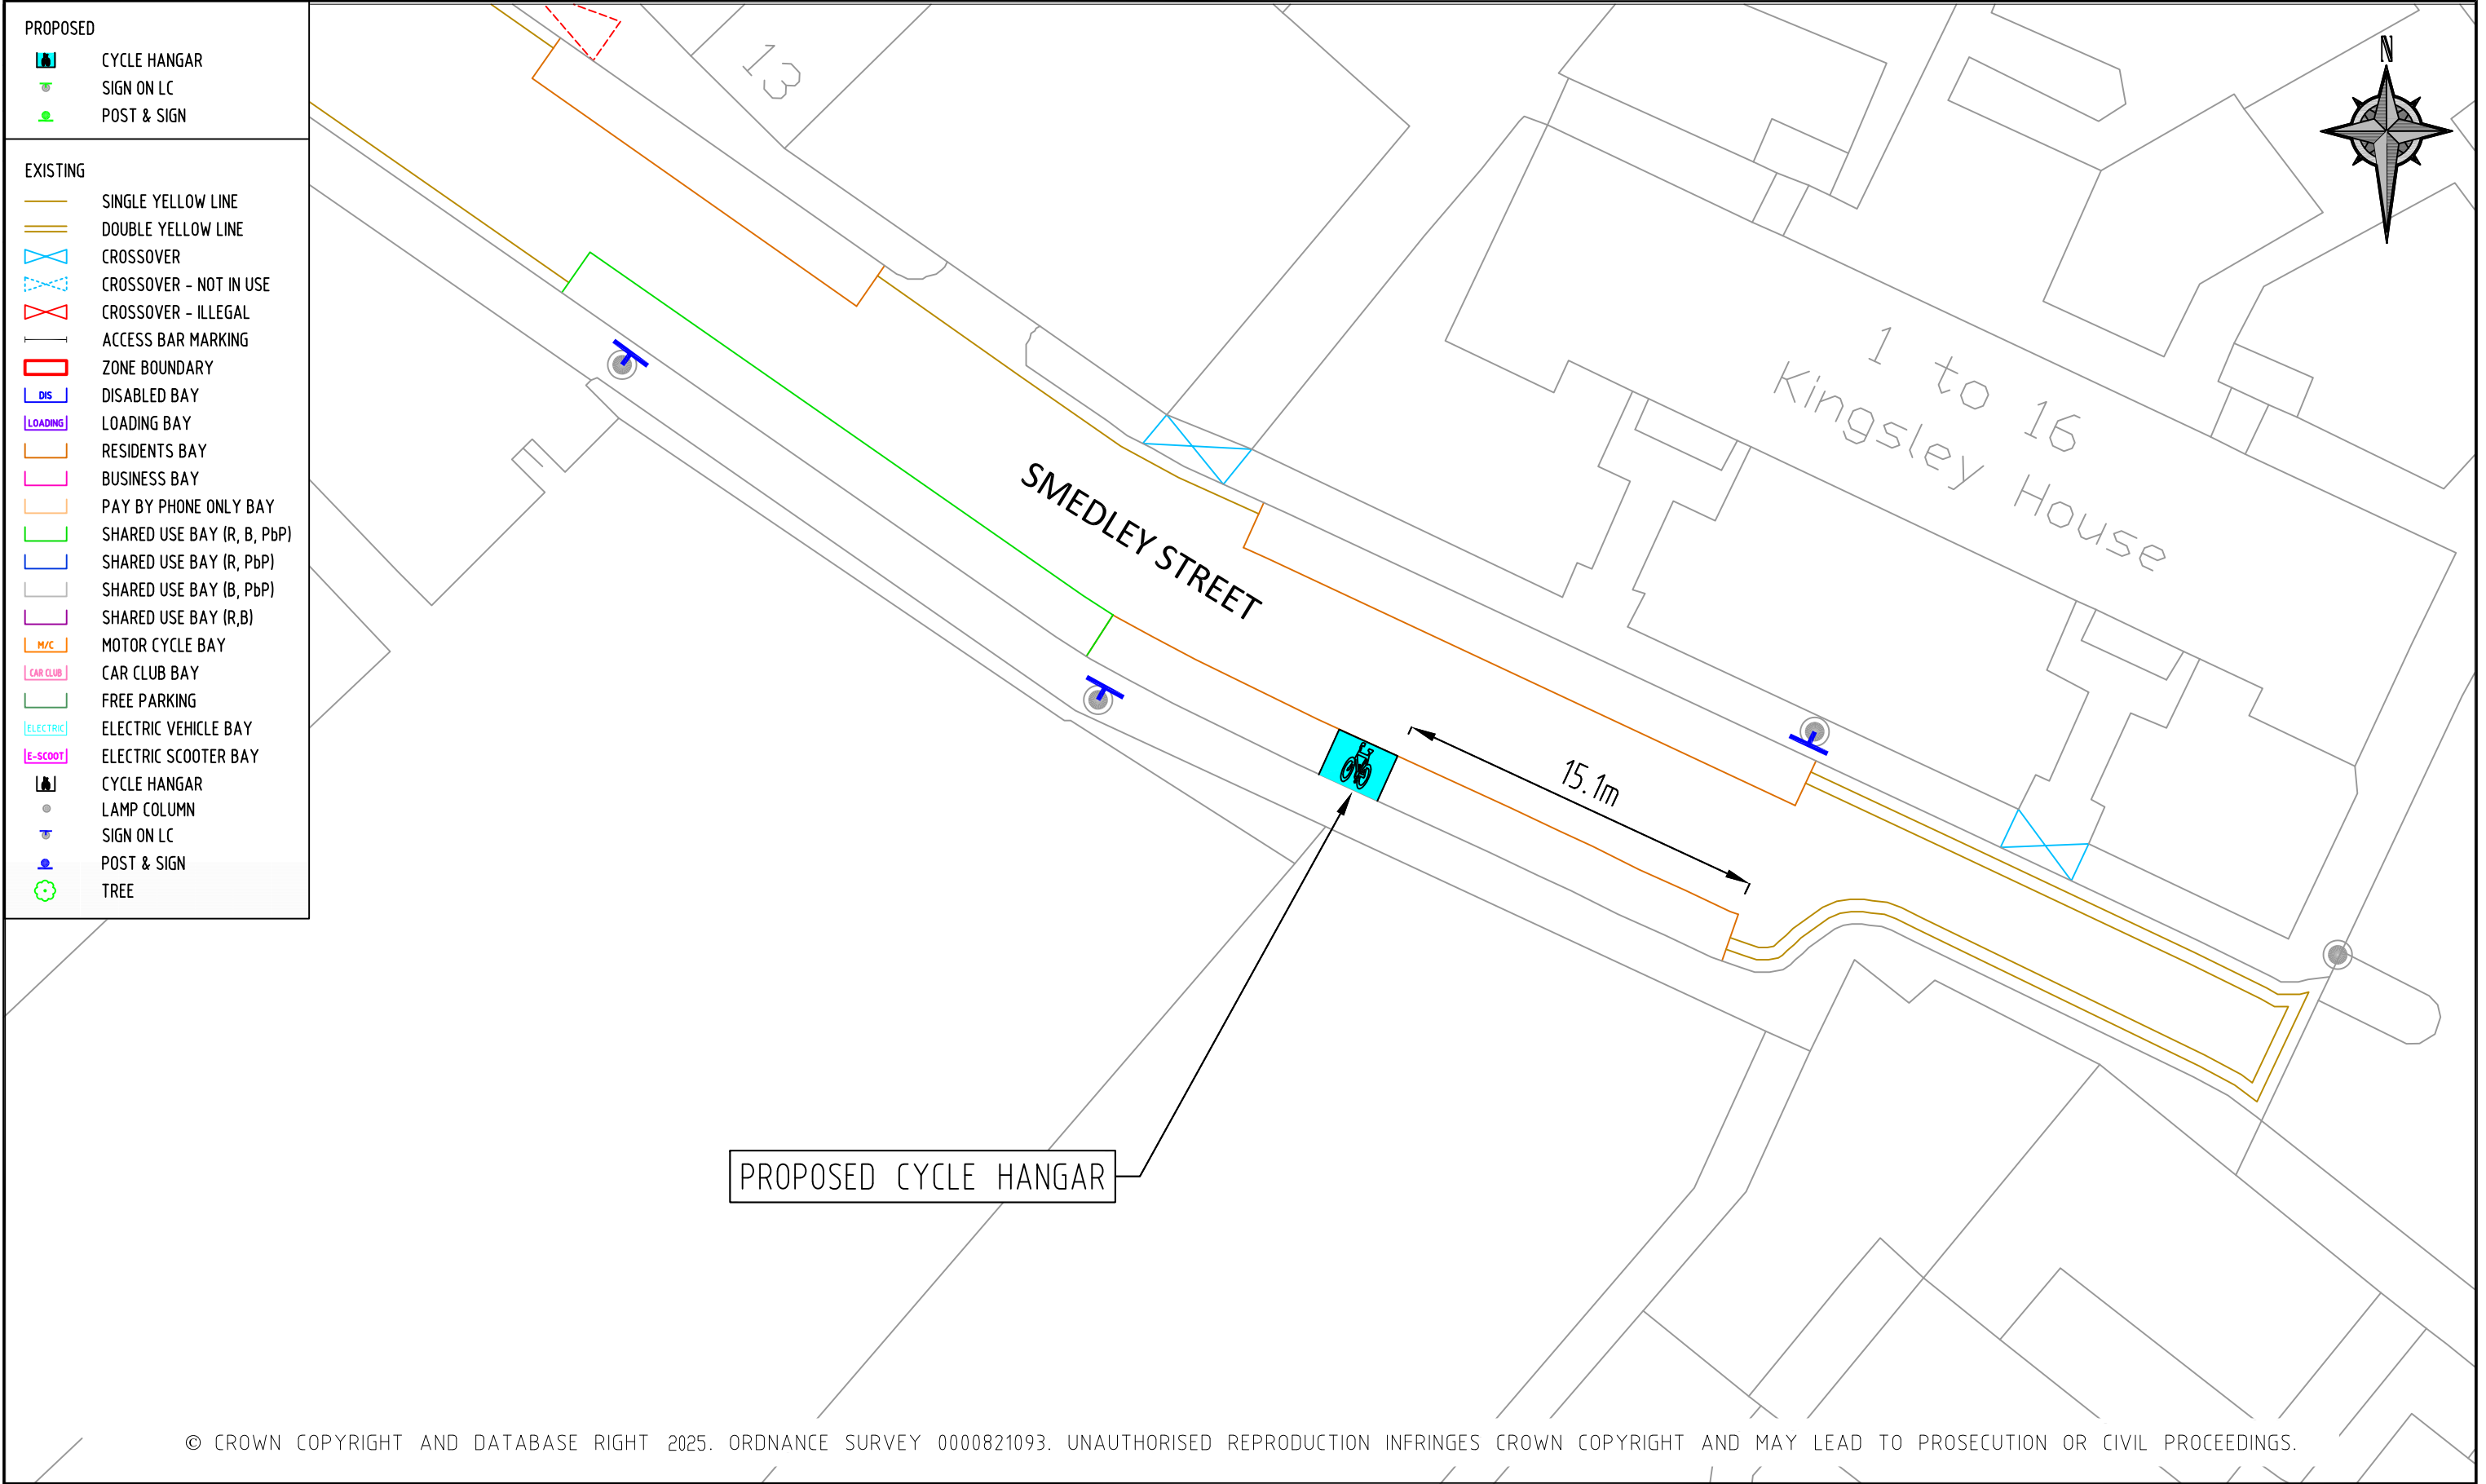 PROPOSED
CYCLE HANGAR
SIGN ON LC
POST & SIGN
EXISTING
SINGLE YELLOW LINE
DOUBLE YELLOW LINE
CROSSOVER
CROSSOVER - NOT IN USE
CROSSOVER - ILLEGAL
ACCESS BAR MARKING
ZONE BOUNDARY
DIS DISABLED BAY
LOADING LOADING BAY
RESIDENTS BAY
BUSINESS BAY
PAY BY PHONE ONLY BAY
SHARED USE BAY (R, B, PbP)
SHARED USE BAY (R, PbP)
SHARED USE BAY (B, PbP)
SHARED USE BAY (R,B)
M/C MOTOR CYCLE BAY
CAR CLUB CAR CLUB BAY
FREE PARKING
ELECTRIC ELECTRIC VEHICLE BAY
E-SCOOT ELECTRIC SCOOTER BAY
CYCLE HANGAR
LAMP COLUMN
SIGN ON LC
POST & SIGN
TREE
13
N
1 to 16
Kingsley House
SMEDLEY STREET
15.1m
PROPOSED CYCLE HANGAR
© CROWN COPYRIGHT AND DATABASE RIGHT 2025. ORDNANCE SURVEY 0000821093. UNAUTHORISED REPRODUCTION INFRINGES CROWN COPYRIGHT AND MAY LEAD TO PROSECUTION OR CIVIL PROCEEDINGS.